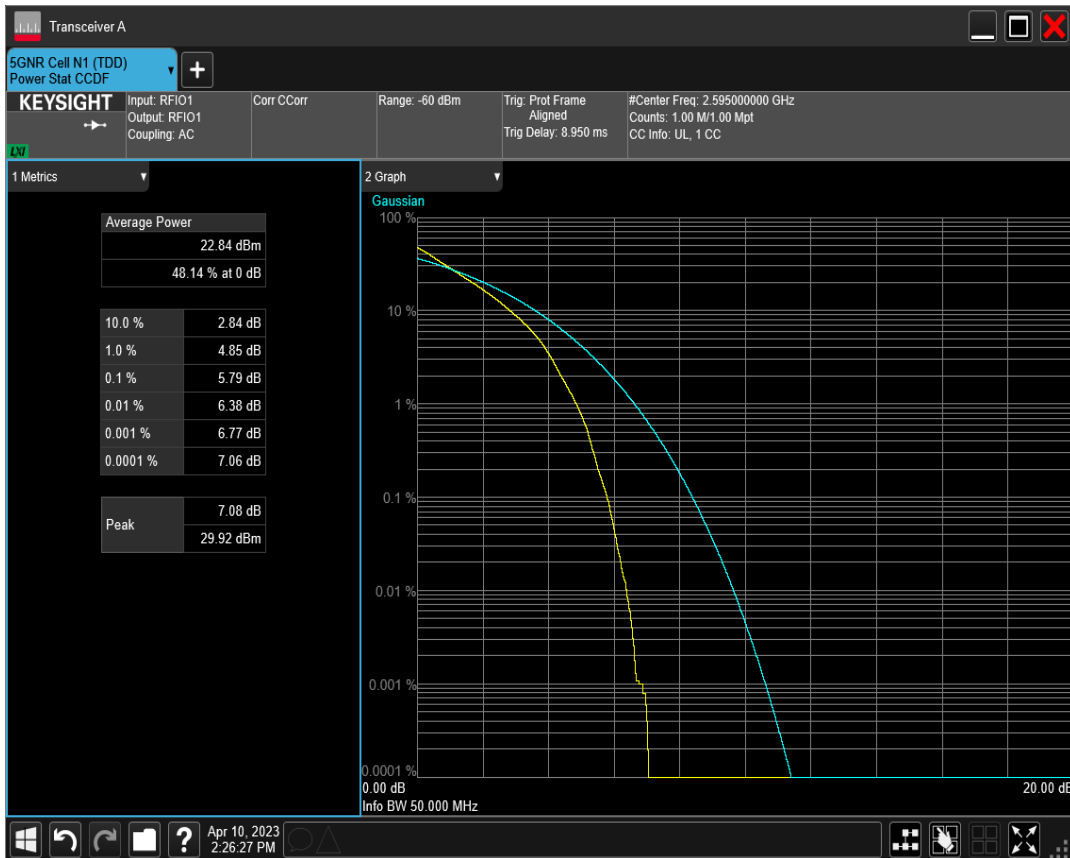 Transceiver A
5GNR Cell N1 (TDD)
Power Stat CCDF
+
KEYSIGHT
LXI
Input: RFIO1
Output: RFIO1
Coupling: AC
Corr CCorr
Range: -60 dBm
Trig: Prot Frame
Aligned
Trig Delay: 8.950 ms
#Center Freq: 2.595000000 GHz
Counts: 1.00 M/1.00 Mpt
CC Info: UL, 1 CC
1 Metrics
Average Power
22.84 dBm
48.14 % at 0 dB
10.0 % 2.84 dB
1.0 % 4.85 dB
0.1 % 5.79 dB
0.01 % 6.38 dB
0.001 % 6.77 dB
0.0001 % 7.06 dB
Peak 7.08 dB
29.92 dBm
2 Graph
Gaussian
100 %
10 %
1 %
0.1 %
0.01 %
0.001 %
0.0001 %
0.00 dB 20.00 dB
Info BW 50.000 MHz
?
Apr 10, 2023
2:26:27 PM